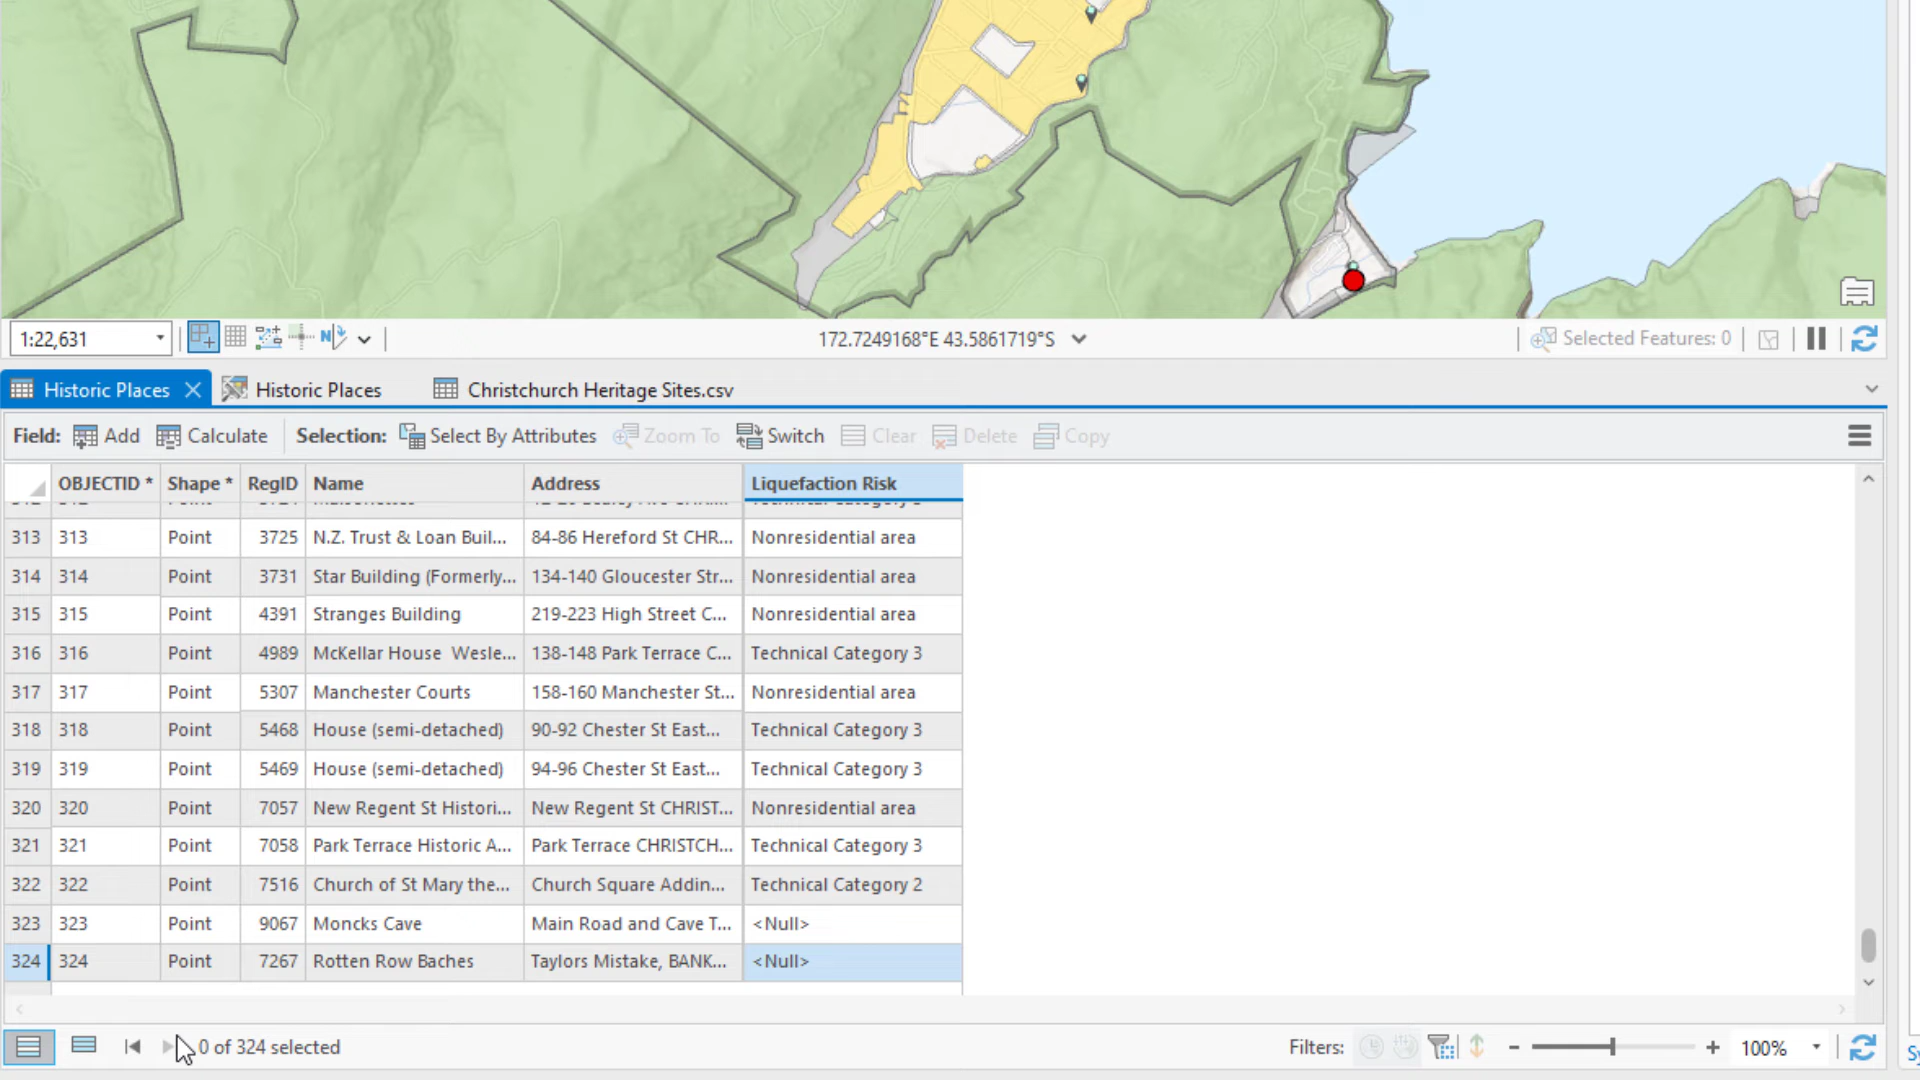 1:22,631
N
172.7249168°E 43.5861719°S
Selected Features: 0
Historic Places
Historic Places
Christchurch Heritage Sites.csv
Field: Add Calculate Selection: Select By Attributes Zoom To Switch Clear Delete Copy
OBJECTID * Shape * RegID Name Address Liquefaction Risk
313 313 Point 3725 N.Z. Trust & Loan Buil... 84-86 Hereford St CHR... Nonresidential area
314 314 Point 3731 Star Building (Formerly... 134-140 Gloucester Str... Nonresidential area
315 315 Point 4391 Stranges Building 219-223 High Street C... Nonresidential area
316 316 Point 4989 McKellar House Wesle... 138-148 Park Terrace C... Technical Category 3
317 317 Point 5307 Manchester Courts 158-160 Manchester St... Nonresidential area
318 318 Point 5468 House (semi-detached) 90-92 Chester St East... Technical Category 3
319 319 Point 5469 House (semi-detached) 94-96 Chester St East... Technical Category 3
320 320 Point 7057 New Regent St Histori... New Regent St CHRIST... Nonresidential area
321 321 Point 7058 Park Terrace Historic A... Park Terrace CHRISTCH... Technical Category 3
322 322 Point 7516 Church of St Mary the... Church Square Addin... Technical Category 2
323 323 Point 9067 Moncks Cave Main Road and Cave T... <Null>
324 324 Point 7267 Rotten Row Baches Taylors Mistake, BANK... <Null>
0 of 324 selected
Filters:
100%